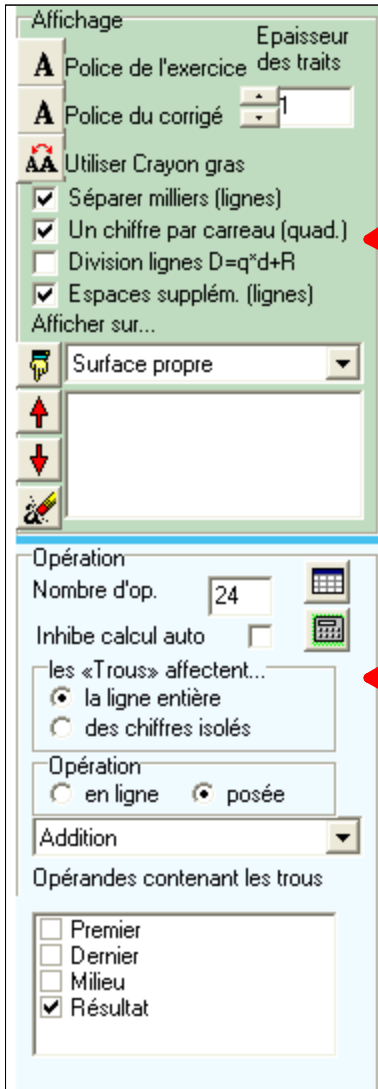 Affichage
Epaisseur
des traits
A Police de l'exercice
1
A Police du corrigé
AA Utiliser Crayon gras
Séparer milliers (lignes)
Un chiffre par carreau (quad.)
Division lignes D=q*d+R
Espaces supplém. (lignes)
Afficher sur...
Surface propre
a
Opération
Nombre d'op. 24
Inhibe calcul auto
les «Trous» affectent...
la ligne entière
des chiffres isolés
Opération
en ligne posée
Addition
Opérandes contenant les trous
Premier
Dernier
Milieu
Résultat